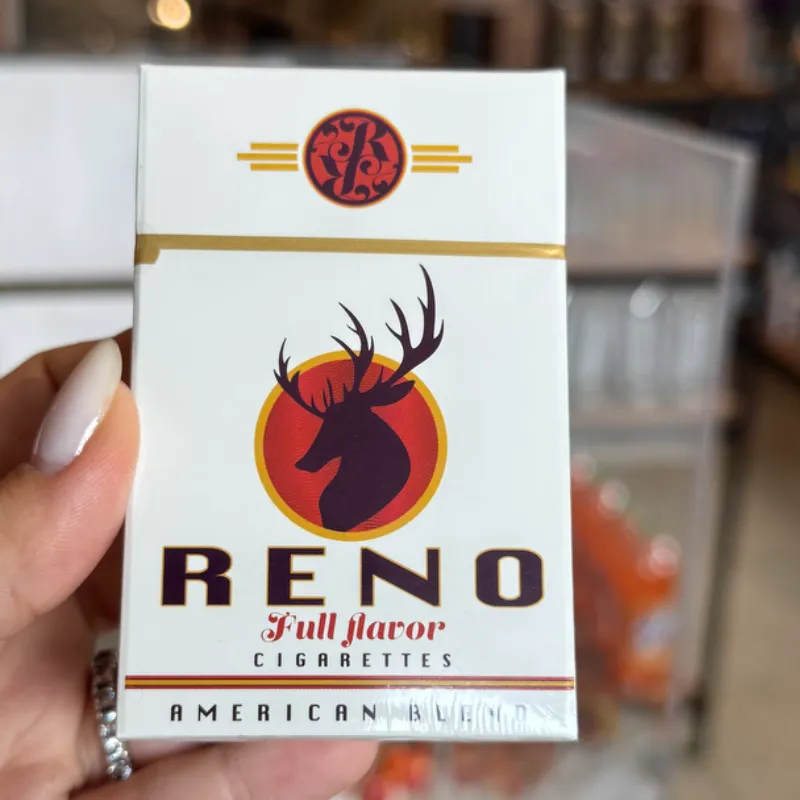 RENO
Full flavor
CIGARETTES
AMERICAN BLEND